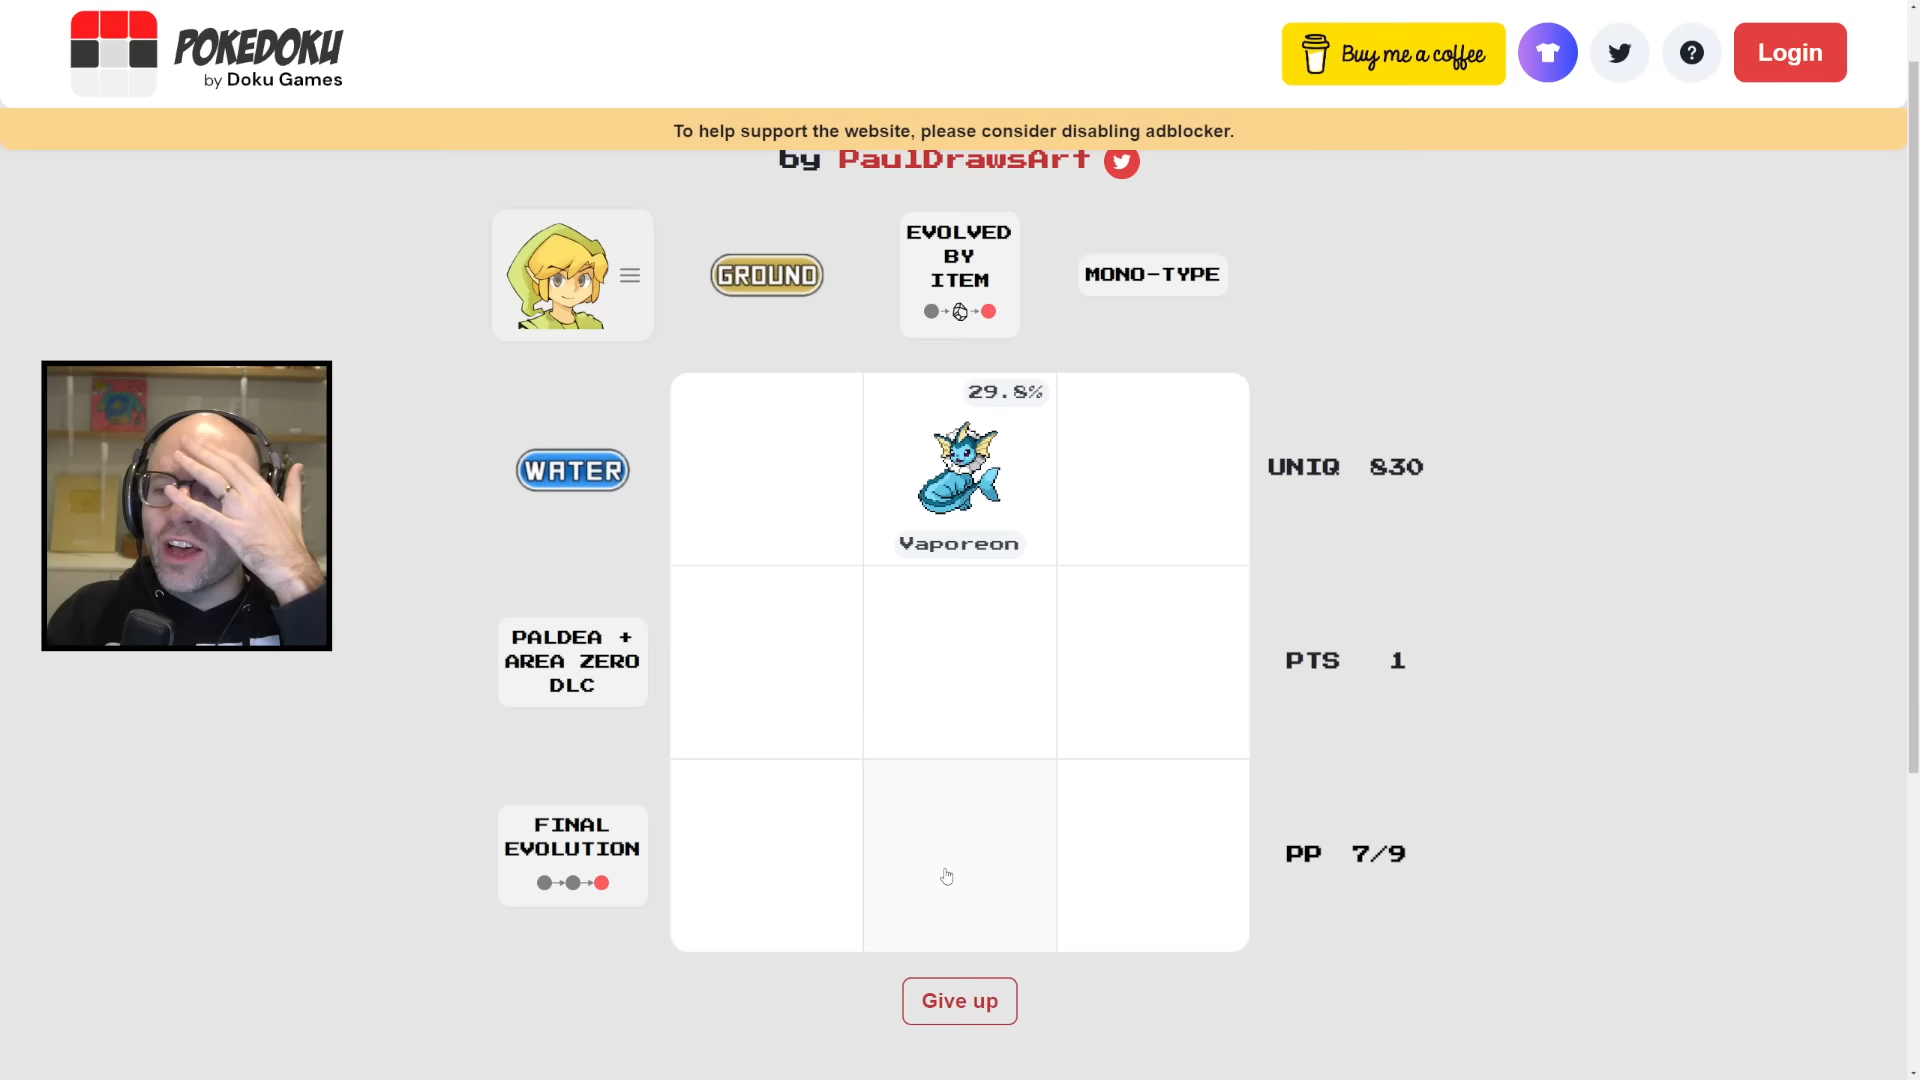 POKEDOKU
by Doku Games
Buy me a coffee
?
Login
To help support the website, please consider disabling adblocker.
by PaulDrawsArt
GROUND
EVOLVED
BY
ITEM
MONO-TYPE
29.8%
WATER
Vaporeon
UNIQ 830
PALDEA +
AREA ZERO
DLC
PTS 1
FINAL
EVOLUTION
PP 7/9
Give up